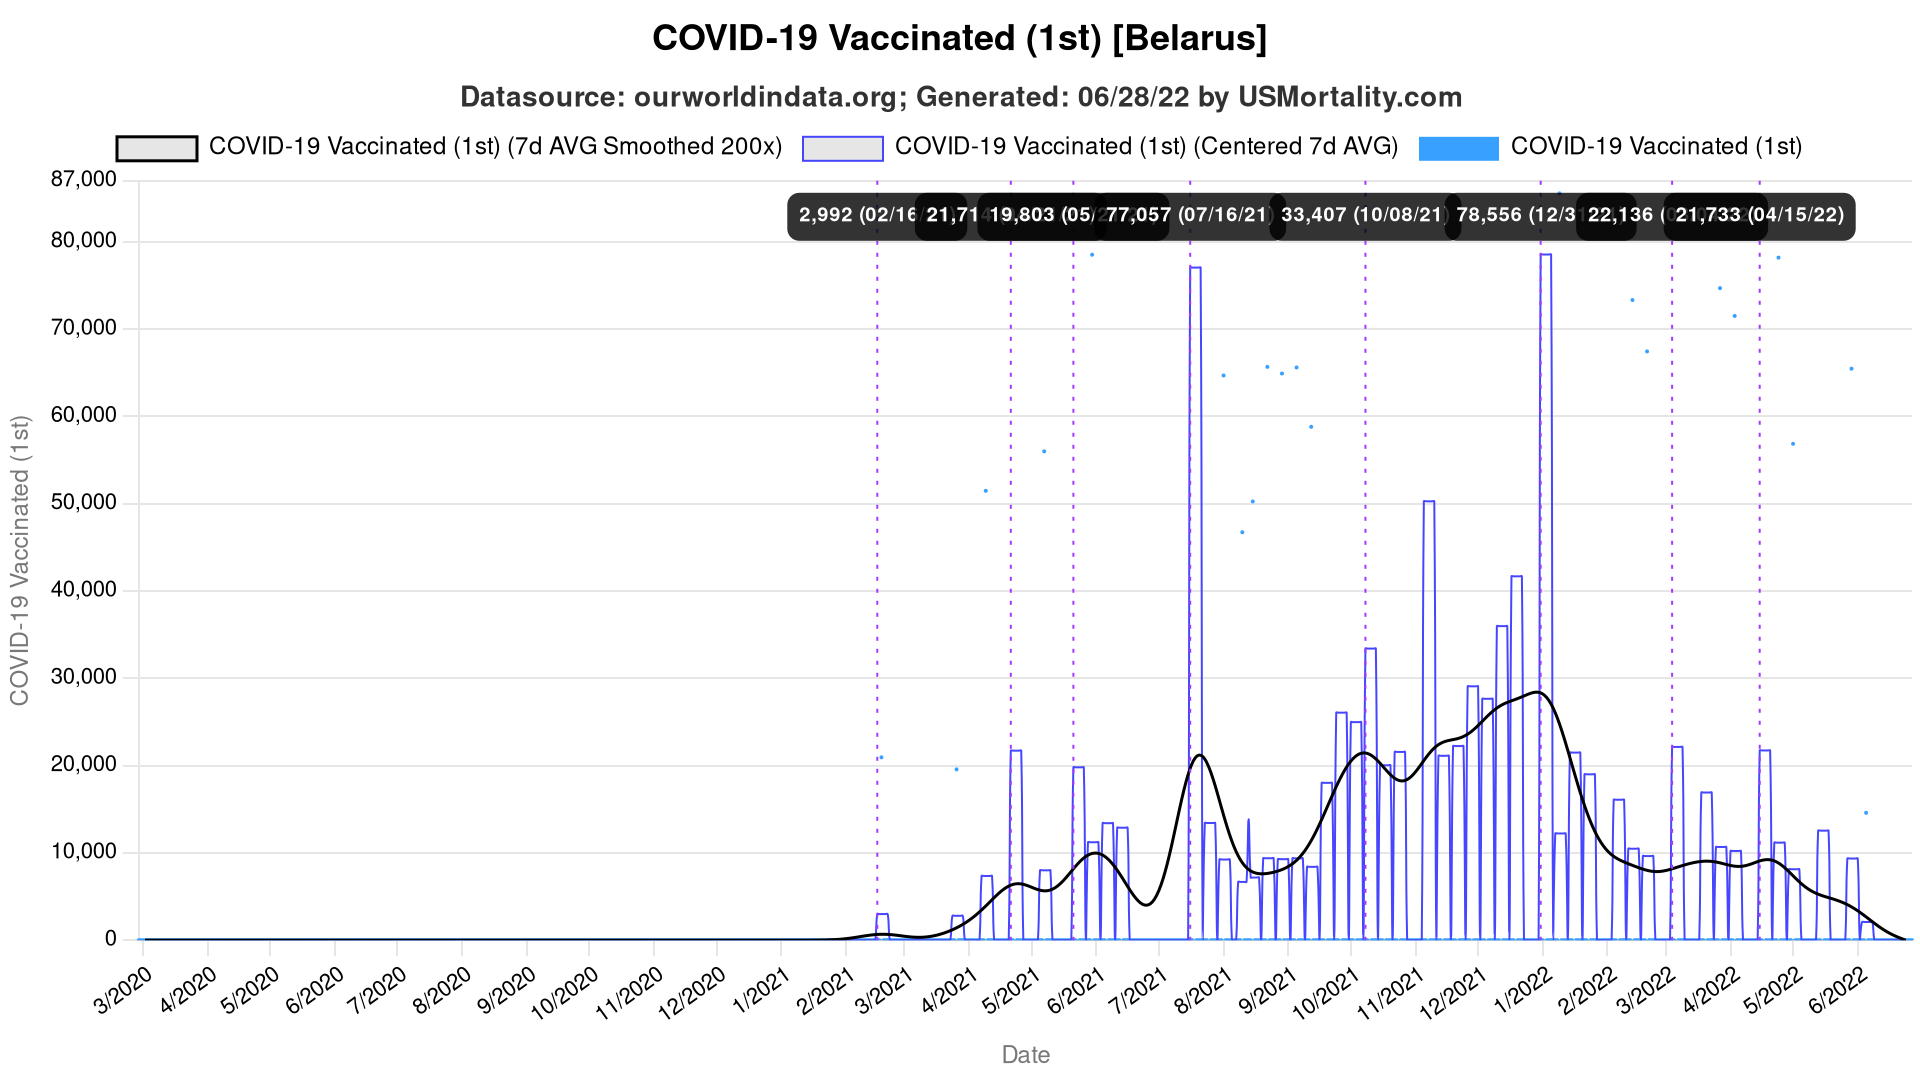 COVID-19 Vaccinated (1st) [Belarus]
Datasource: ourworldindata.org; Generated: 06/28/22 by USMortality.com
COVID-19 Vaccinated (1st) (7d AVG Smoothed 200x) COVID-19 Vaccinated (1st) (Centered 7d AVG) COVID-19 Vaccinated (1st)
2,992 (02/16 21,714 19,803 (05/ 77,057 (07/16/21) 33,407 (10/08/21) 78,556 (12/3 22,136 21,733 (04/15/22)
87,000
80,000
70,000
60,000
50,000
40,000
30,000
20,000
10,000
0
COVID-19 Vaccinated (1st)
3/2020 4/2020 5/2020 6/2020 7/2020 8/2020 9/2020 10/2020 11/2020 12/2020 1/2021 2/2021 3/2021 4/2021 5/2021 6/2021 7/2021 8/2021 9/2021 10/2021 11/2021 12/2021 1/2022 2/2022 3/2022 4/2022 5/2022 6/2022
Date